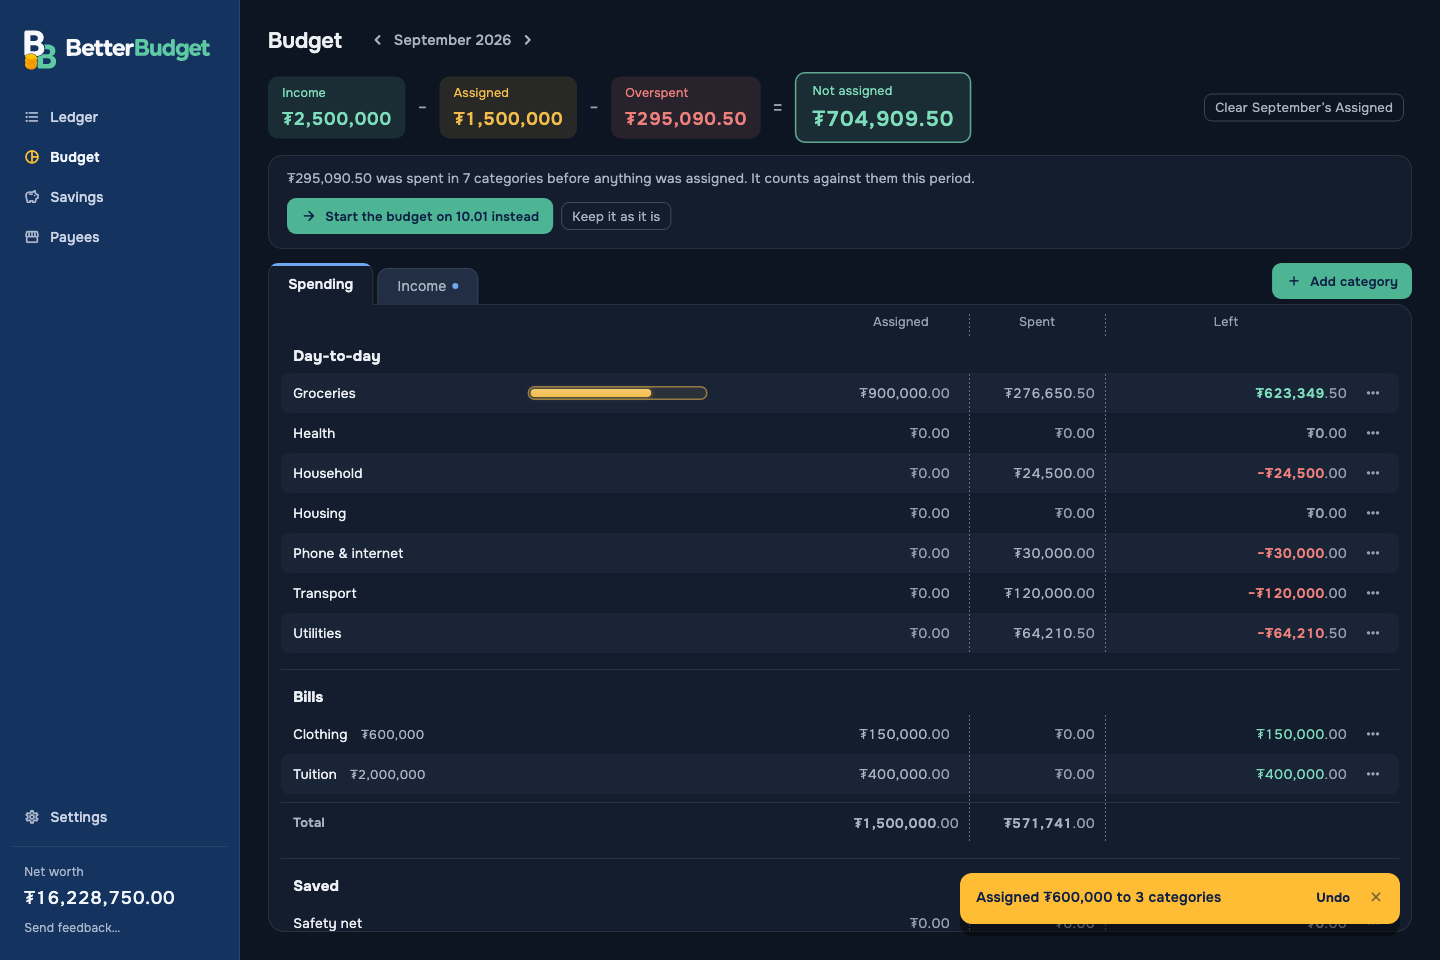 BetterBudget
Ledger
Budget
Savings
Payees
Settings
Net worth
₮16,228,750.00
Send feedback...
Budget
September 2026
Income
₮2,500,000
-
Assigned
₮1,500,000
-
Overspent
₮295,090.50
=
Not assigned
₮704,909.50
Clear September's Assigned
₮295,090.50 was spent in 7 categories before anything was assigned. It counts against them this period.
Start the budget on 10.01 instead
Keep it as it is
Spending
Income
+ Add category
Assigned Spent Left
Day-to-day
Groceries ₮900,000.00 ₮276,650.50 ₮623,349.50
Health ₮0.00 ₮0.00 ₮0.00
Household ₮0.00 ₮24,500.00 -₮24,500.00
Housing ₮0.00 ₮0.00 ₮0.00
Phone & internet ₮0.00 ₮30,000.00 -₮30,000.00
Transport ₮0.00 ₮120,000.00 -₮120,000.00
Utilities ₮0.00 ₮64,210.50 -₮64,210.50
Bills
Clothing ₮600,000 ₮150,000.00 ₮0.00 ₮150,000.00
Tuition ₮2,000,000 ₮400,000.00 ₮0.00 ₮400,000.00
Total ₮1,500,000.00 ₮571,741.00
Saved
Safety net ₮0.00
Assigned ₮600,000 to 3 categories
Undo